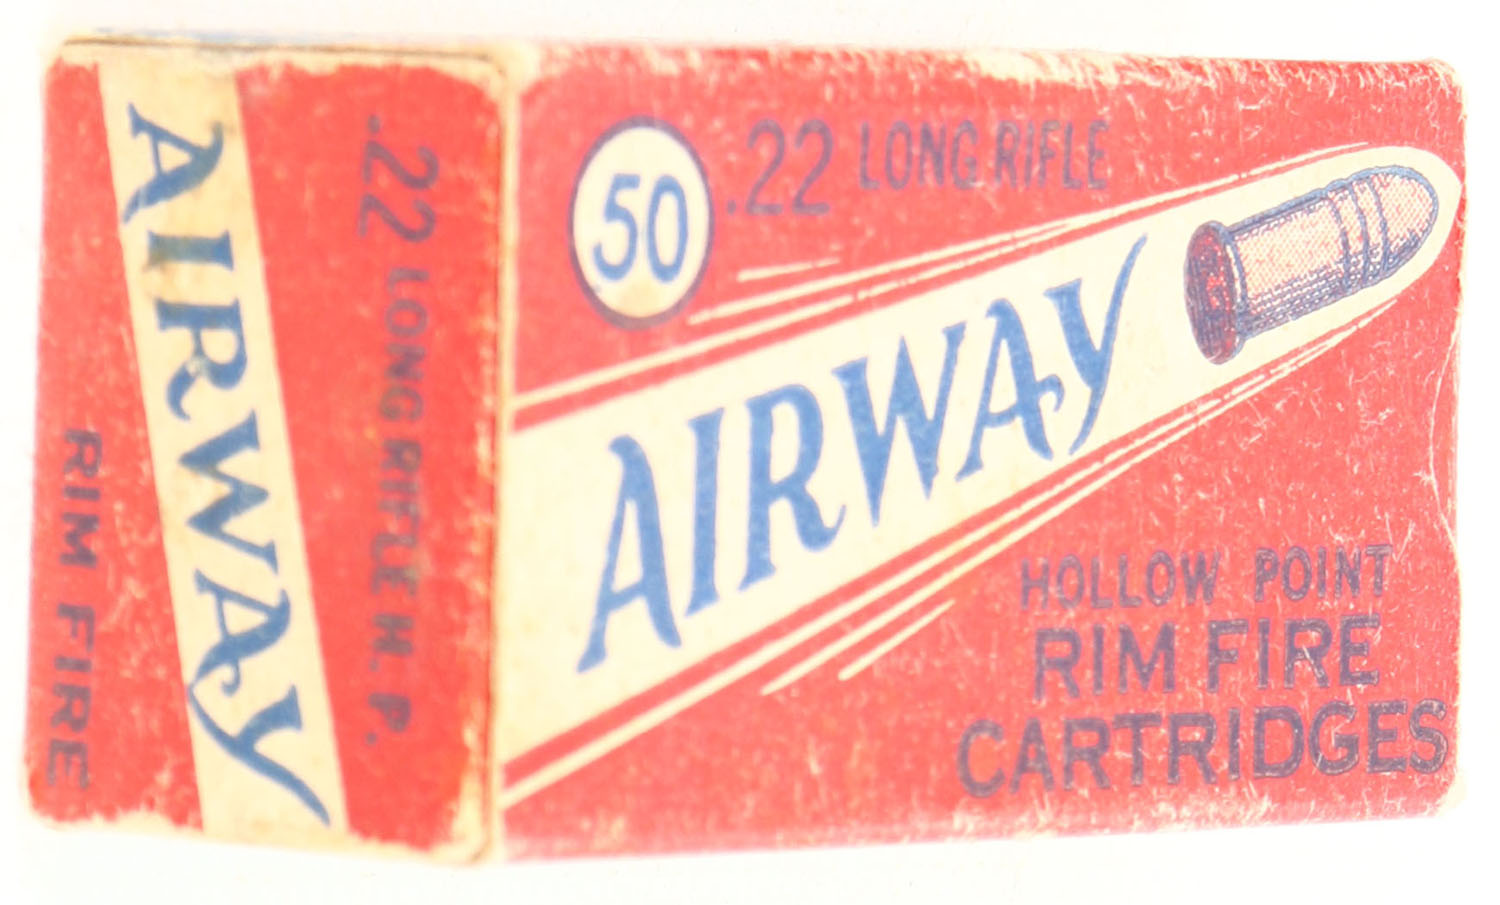 AIRWAY
.22 LONG RIFLE H. P.
RIM FIRE
50
.22 LONG RIFLE
AIRWAY
HOLLOW POINT
RIM FIRE
CARTRIDGES